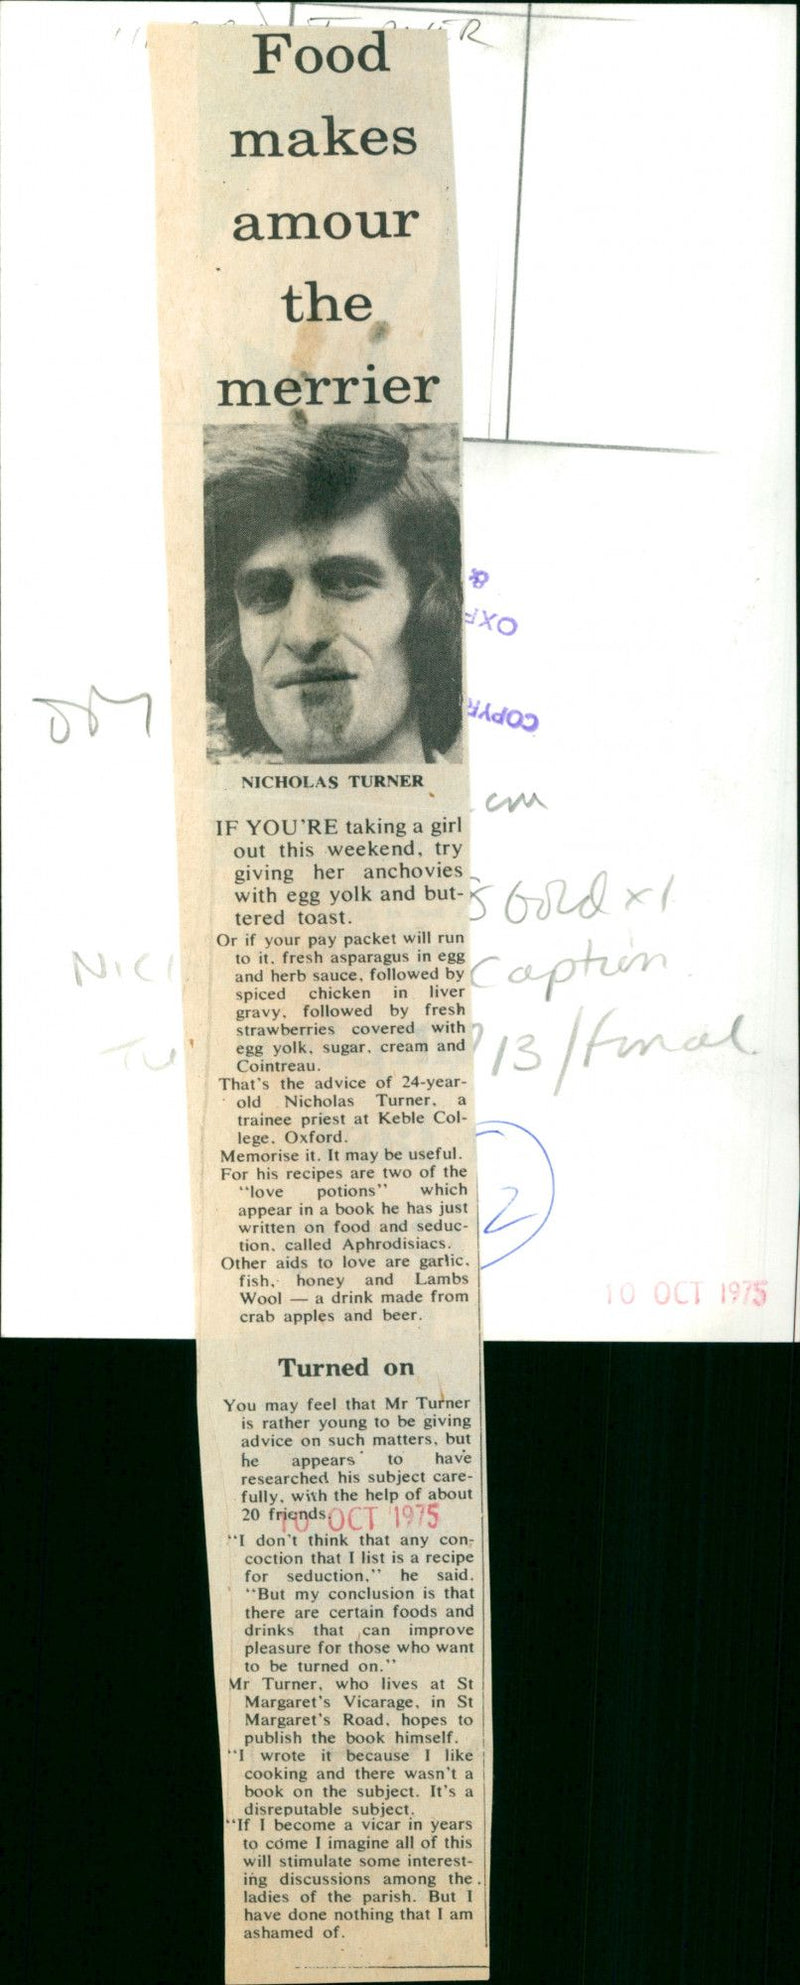 Food
makes
amour
the
merrier
&
COPYR
DM
NICHOLAS TURNER
cm
Gold x1
Caption
13/final
2
10 OCT 1975
IF YOU'RE taking a girl
out this weekend, try
giving her anchovies
with egg yolk and but-
tered toast.
Or if your pay packet will run
to it, fresh asparagus in egg
and herb sauce, followed by
spiced chicken in liver
gravy, followed by fresh
strawberries covered with
egg yolk, sugar, cream and
Cointreau.
That's the advice of 24-year-
old Nicholas Turner, a
trainee priest at Keble Col-
lege, Oxford.
Memorise it. It may be useful.
For his recipes are two of the
"love potions" which
appear in a book he has just
written on food and seduc-
tion, called Aphrodisiacs.
Other aids to love are garlic,
fish, honey and Lambs
Wool — a drink made from
crab apples and beer.
Turned on
You may feel that Mr Turner
is rather young to be giving
advice on such matters, but
he appears to have
researched his subject care-
fully, with the help of about
20 friends.
10 OCT 1975
"I don't think that any con-
coction that I list is a recipe
for seduction," he said.
"But my conclusion is that
there are certain foods and
drinks that can improve
pleasure for those who want
to be turned on."
Mr Turner, who lives at St
Margaret's Vicarage, in St
Margaret's Road, hopes to
publish the book himself.
"I wrote it because I like
cooking and there wasn't a
book on the subject. It's a
disreputable subject.
"If I become a vicar in years
to come I imagine all of this
will stimulate some interest-
ing discussions among the
ladies of the parish. But I
have done nothing that I am
ashamed of.